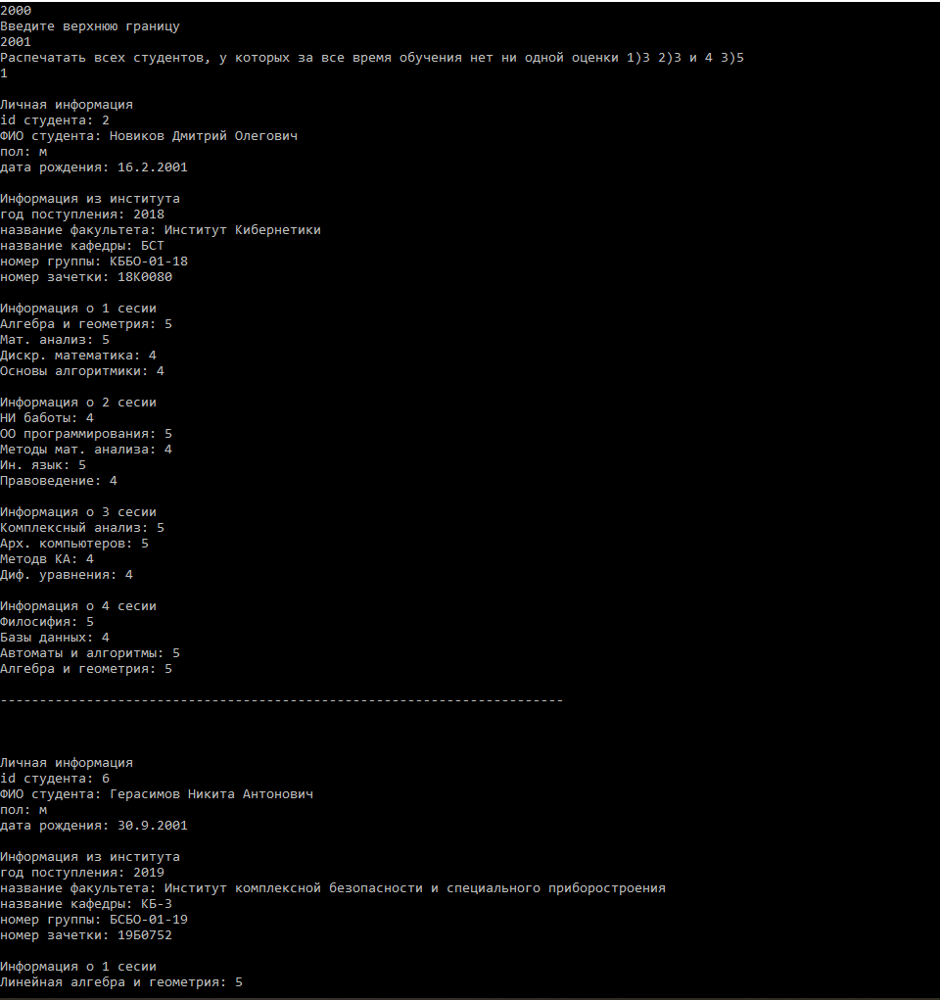 2000
Введите верхнюю границу
2001
Распечатать всех студентов, у которых за все время обучения нет ни одной оценки 1)3 2)3 и 4 3)5
1
Личная информация
id студента: 2
ФИО студента: Новиков Дмитрий Олегович
пол: м
дата рождения: 16.2.2001
Информация из института
год поступления: 2018
название факультета: Институт Кибернетики
название кафедры: БСТ
номер группы: КББО-01-18
номер зачетки: 18К0080
Информация о 1 сесии
Алгебра и геометрия: 5
Мат. анализ: 5
Дискр. математика: 4
Основы алгоритмики: 4
Информация о 2 сесии
НИ баботы: 4
ОО программирования: 5
Методы мат. анализа: 4
Ин. язык: 5
Правоведение: 4
Информация о 3 сесии
Комплексный анализ: 5
Арх. компьютеров: 5
Методв КА: 4
Диф. уравнения: 4
Информация о 4 сесии
Филосифия: 5
Базы данных: 4
Автоматы и алгоритмы: 5
Алгебра и геометрия: 5
------------------------------------------------------------------------
Личная информация
id студента: 6
ФИО студента: Герасимов Никита Антонович
пол: м
дата рождения: 30.9.2001
Информация из института
год поступления: 2019
название факультета: Институт комплексной безопасности и специального приборостроения
название кафедры: КБ-3
номер группы: БСБО-01-19
номер зачетки: 19Б0752
Информация о 1 сесии
Линейная алгебра и геометрия: 5